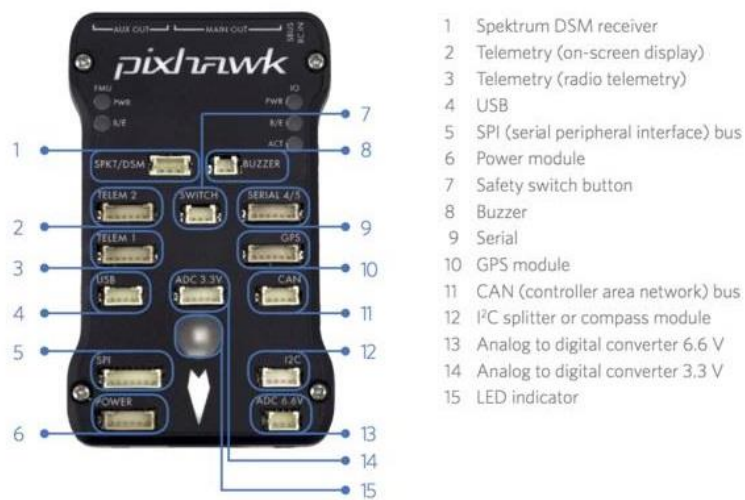 AUX OUT
MAIN OUT
SBUS
RC IN
pixhawk
FMU
PWR
B/E
IO
PWR
B/E
ACT
SPKT/DSM
BUZZER
TELEM 2
SWITCH
SERIAL 4/5
TELEM 1
GPS
USB
ADC 3.3V
CAN
SPI
I2C
POWER
ADC 6.6V
1
2
3
4
5
6
7
8
9
10
11
12
13
14
15
1 Spektrum DSM receiver
2 Telemetry (on-screen display)
3 Telemetry (radio telemetry)
4 USB
5 SPI (serial peripheral interface) bus
6 Power module
7 Safety switch button
8 Buzzer
9 Serial
10 GPS module
11 CAN (controller area network) bus
12 I²C splitter or compass module
13 Analog to digital converter 6.6 V
14 Analog to digital converter 3.3 V
15 LED indicator